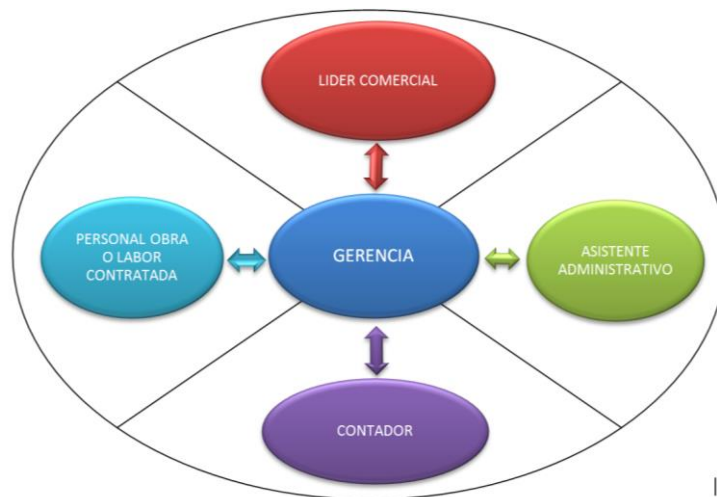 LIDER COMERCIAL
PERSONAL OBRA
O LABOR
CONTRATADA
GERENCIA
ASISTENTE
ADMINISTRATIVO
CONTADOR